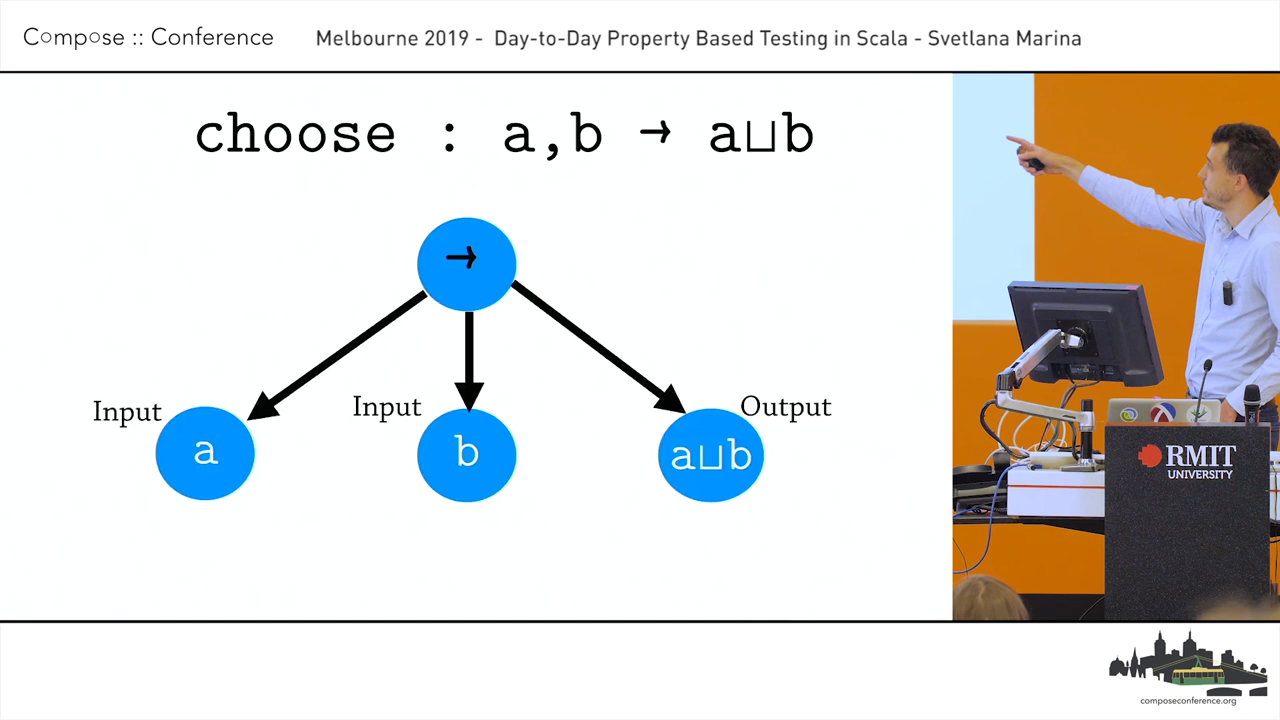 Compose :: Conference
Melbourne 2019 - Day-to-Day Property Based Testing in Scala - Svetlana Marina
choose : a,b → a⊔b
→
Input
Input
Output
a
b
a⊔b
RMIT
UNIVERSITY
composeconference.org